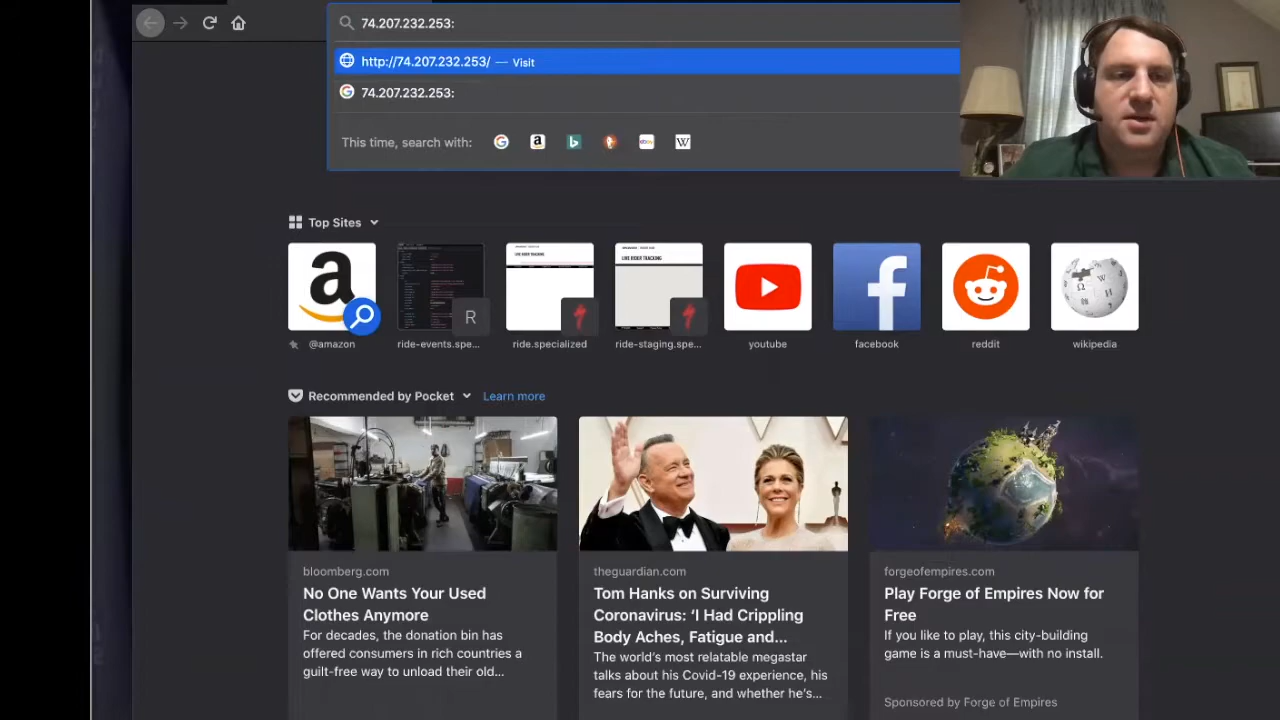 74.207.232.253:
http://74.207.232.253/ — Visit
74.207.232.253:
This time, search with:
Top Sites
R
@amazon
ride-events.spe...
ride.specialized
ride-staging.spe...
youtube
facebook
reddit
wikipedia
Recommended by Pocket
Learn more
bloomberg.com
No One Wants Your Used
Clothes Anymore
For decades, the donation bin has
offered consumers in rich countries a
guilt-free way to unload their old...
theguardian.com
Tom Hanks on Surviving
Coronavirus: ‘I Had Crippling
Body Aches, Fatigue and...
The world’s most relatable megastar
talks about his Covid-19 experience, his
fears for the future, and whether he’s...
forgeofempires.com
Play Forge of Empires Now for
Free
If you like to play, this city-building
game is a must-have—with no install.
Sponsored by Forge of Empires